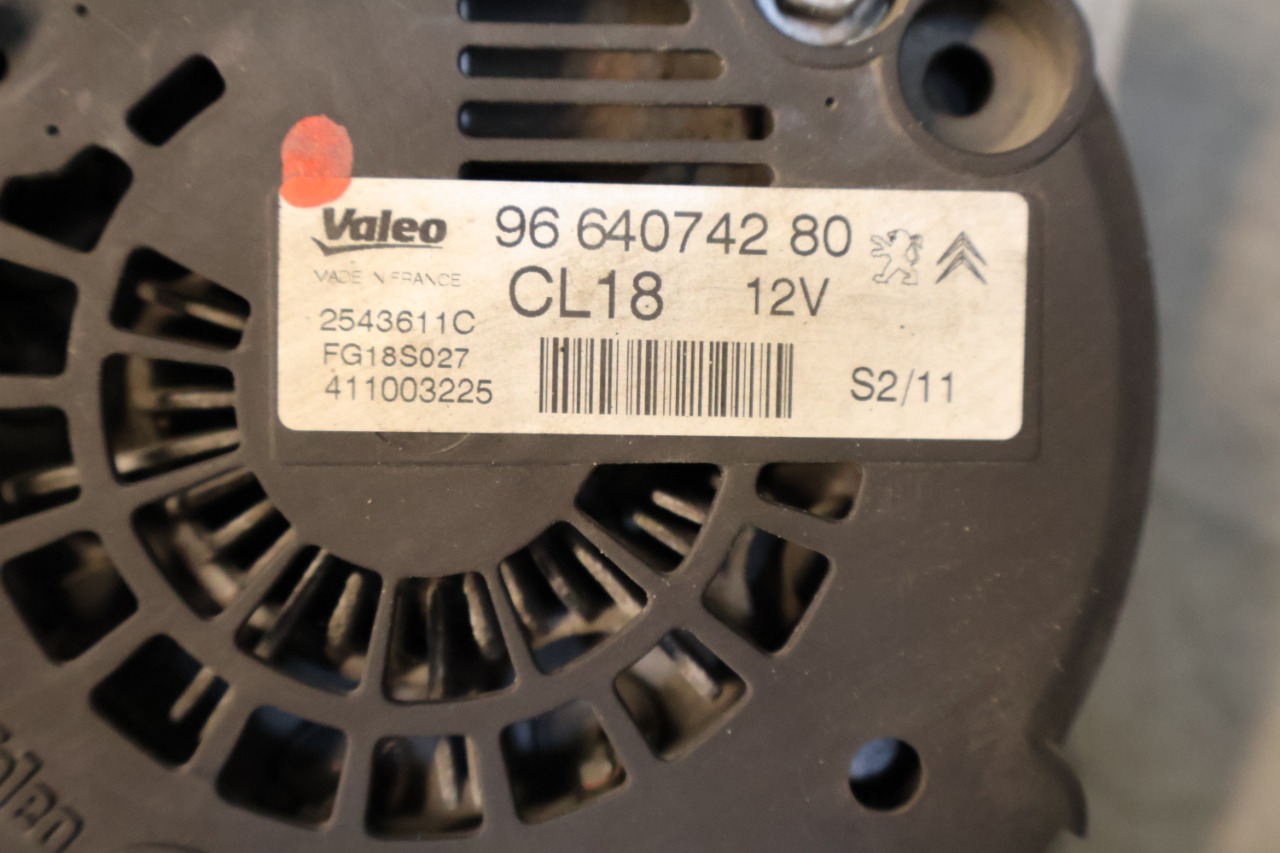 Valeo 96 640742 80
MADE IN FRANCE CL18 12V
2543611C
FG18S027
411003225 S2/11